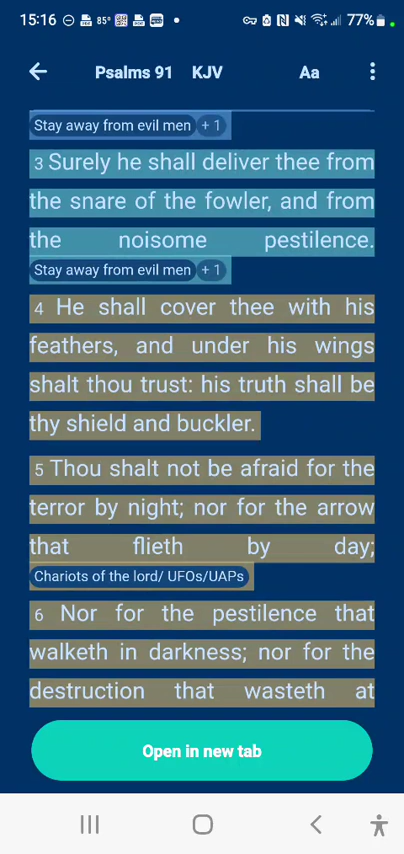 15:16 85° 77%
Psalms 91 KJV Aa
Stay away from evil men + 1
3 Surely he shall deliver thee from
the snare of the fowler, and from
the noisome pestilence.
Stay away from evil men + 1
4 He shall cover thee with his
feathers, and under his wings
shalt thou trust: his truth shall be
thy shield and buckler.
5 Thou shalt not be afraid for the
terror by night; nor for the arrow
that flieth by day;
Chariots of the lord/ UFOs/UAPs
6 Nor for the pestilence that
walketh in darkness; nor for the
destruction that wasteth at
Open in new tab